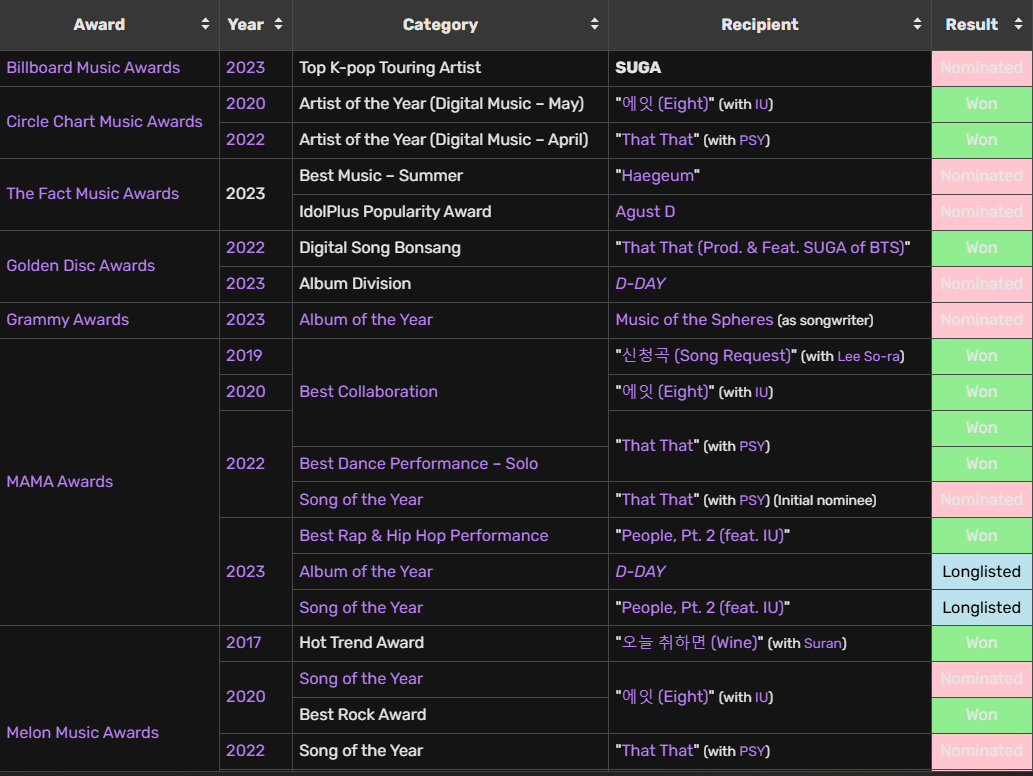 Award Year Category Recipient Result
Billboard Music Awards 2023 Top K-pop Touring Artist SUGA Nominated
Circle Chart Music Awards 2020 Artist of the Year (Digital Music – May) "에잇 (Eight)" (with IU) Won
2022 Artist of the Year (Digital Music – April) "That That" (with PSY) Won
The Fact Music Awards 2023 Best Music – Summer "Haegeum" Nominated
IdolPlus Popularity Award Agust D Nominated
Golden Disc Awards 2022 Digital Song Bonsang "That That (Prod. & Feat. SUGA of BTS)" Won
2023 Album Division D-DAY Nominated
Grammy Awards 2023 Album of the Year Music of the Spheres (as songwriter) Nominated
MAMA Awards 2019 Best Collaboration "신청곡 (Song Request)" (with Lee So-ra) Won
2020 "에잇 (Eight)" (with IU) Won
2022 "That That" (with PSY) Won
Best Dance Performance – Solo Won
Song of the Year "That That" (with PSY) (Initial nominee) Nominated
2023 Best Rap & Hip Hop Performance "People, Pt. 2 (feat. IU)" Won
Album of the Year D-DAY Longlisted
Song of the Year "People, Pt. 2 (feat. IU)" Longlisted
Melon Music Awards 2017 Hot Trend Award "오늘 취하면 (Wine)" (with Suran) Won
2020 Song of the Year "에잇 (Eight)" (with IU) Nominated
Best Rock Award Won
2022 Song of the Year "That That" (with PSY) Nominated